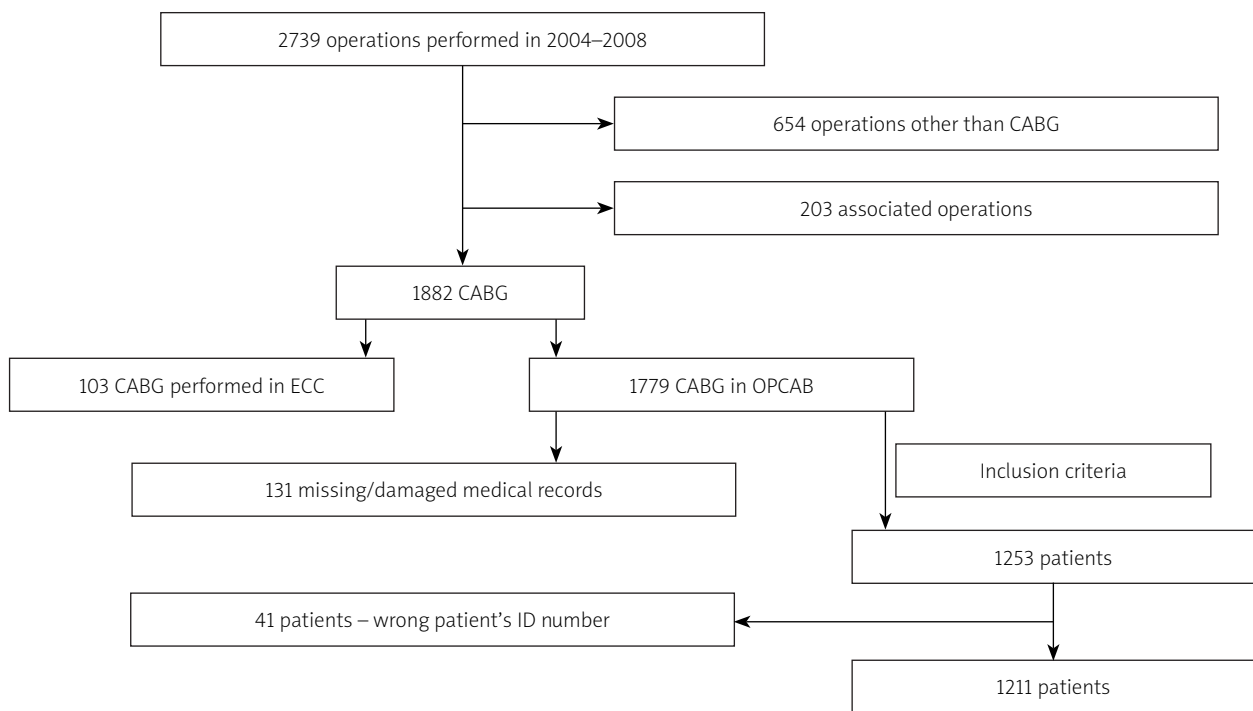 2739 operations performed in 2004–2008
654 operations other than CABG
203 associated operations
1882 CABG
103 CABG performed in ECC
1779 CABG in OPCAB
Inclusion criteria
131 missing/damaged medical records
1253 patients
41 patients – wrong patient's ID number
1211 patients